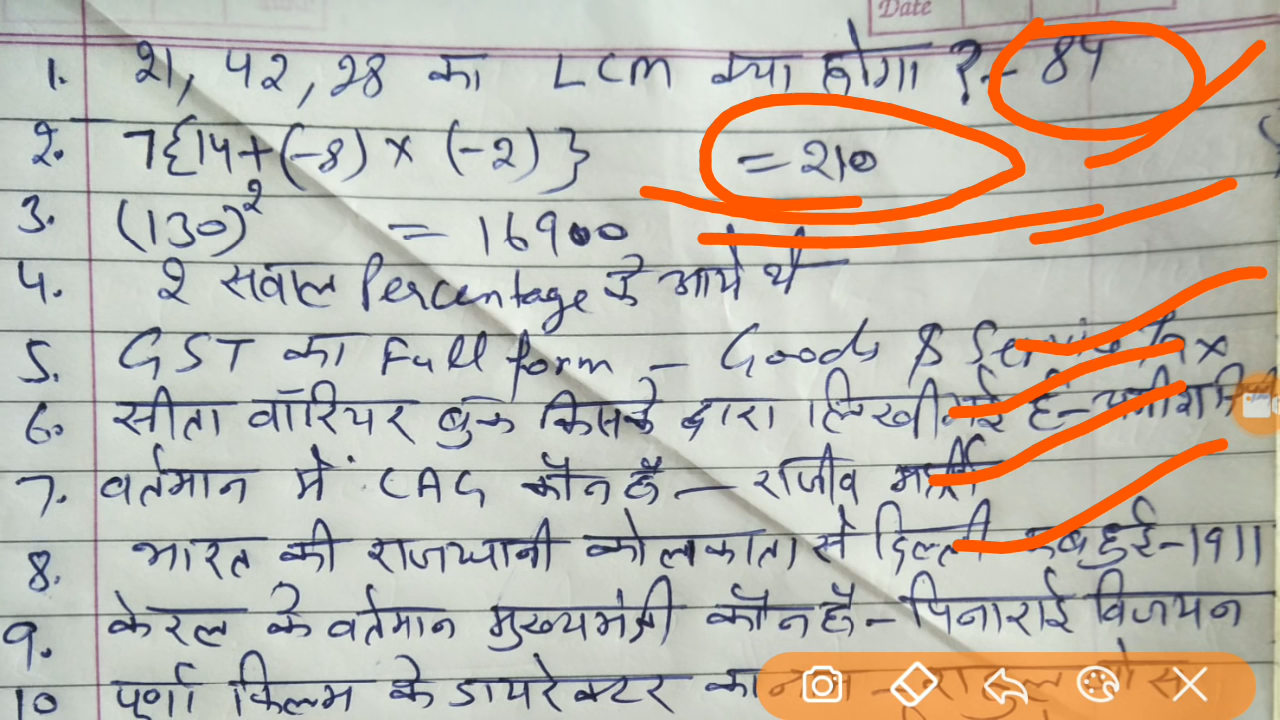 Date
1. 21, 42, 28 का LCM क्या होगा ?- 84
2. 7{14+(-8) × (-2)} = 210
3. (130)² = 16900
4. 2 सवाल Percentage के आये थे
5. GST का Full form - Goods & Service Tax
6. सीता वॉरियर बुक किसके द्वारा लिखी गई है-
7. वर्तमान में CAG कौन है - राजीव
8. भारत की राजधानी कोलकाता से दिल्ली कब हुई-1911
9. केरल के वर्तमान मुख्यमंत्री कौन है - पिनाराई विजयन
10 पूर्णा फिल्म के डायरेक्टर का